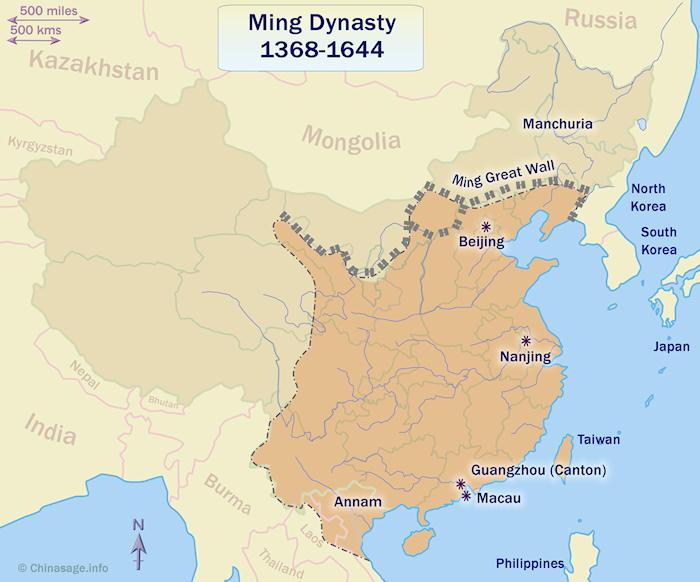 500 miles
500 kms
Ming Dynasty
1368-1644
Russia
Kazakhstan
Manchuria
Mongolia
Kyrgyzstan
Ming Great Wall
North
Korea
Beijing
South
Korea
Nanjing
Japan
Nepal
Bhutan
India
Taiwan
Guangzhou (Canton)
Burma
Annam
Macau
Laos
N
Thailand
Philippines
© Chinasage.info